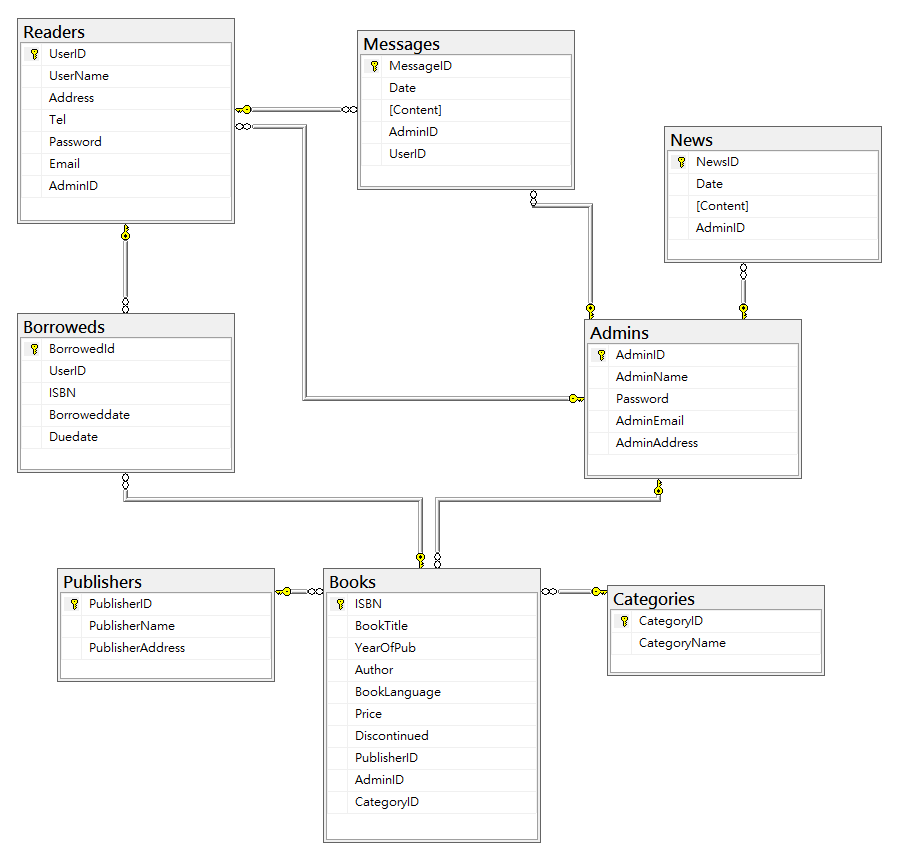 Readers
UserID
UserName
Address
Tel
Password
Email
AdminID
Messages
MessageID
Date
[Content]
AdminID
UserID
News
NewsID
Date
[Content]
AdminID
Borroweds
BorrowedId
UserID
ISBN
Borroweddate
Duedate
Admins
AdminID
AdminName
Password
AdminEmail
AdminAddress
Publishers
PublisherID
PublisherName
PublisherAddress
Books
ISBN
BookTitle
YearOfPub
Author
BookLanguage
Price
Discontinued
PublisherID
AdminID
CategoryID
Categories
CategoryID
CategoryName